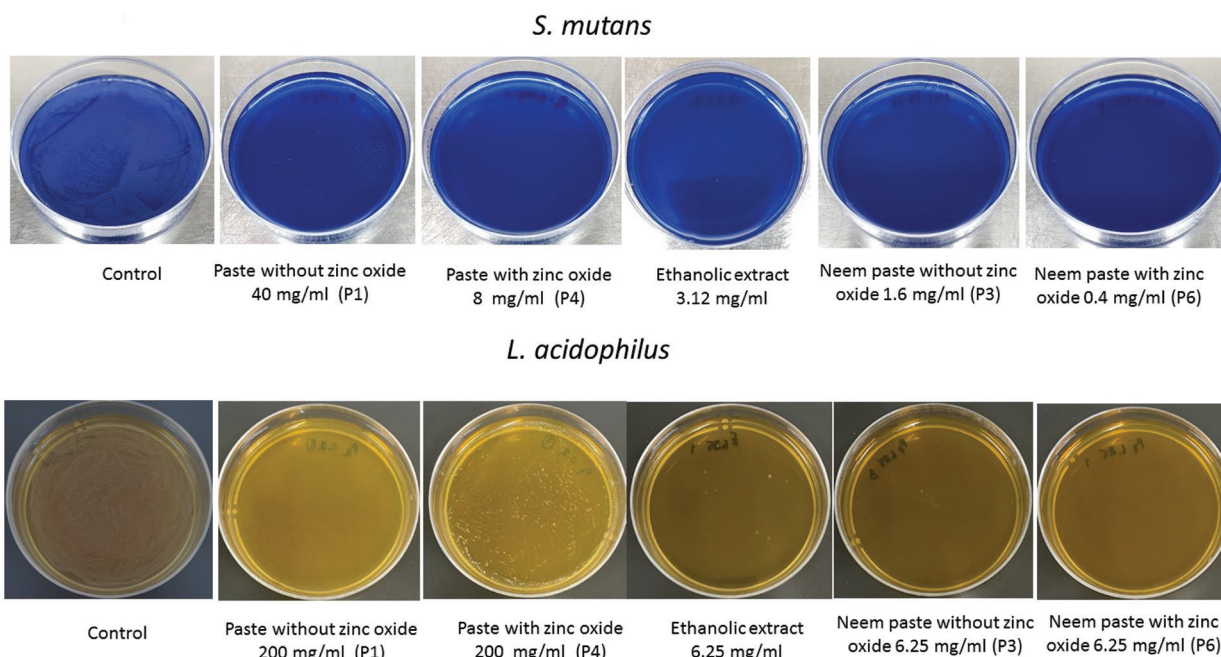 S. mutans
Control
Paste without zinc oxide
40 mg/ml (P1)
Paste with zinc oxide
8 mg/ml (P4)
Ethanolic extract
3.12 mg/ml
Neem paste without zinc
oxide 1.6 mg/ml (P3)
Neem paste with zinc
oxide 0.4 mg/ml (P6)
L. acidophilus
Control
Paste without zinc oxide
200 mg/ml (P1)
Paste with zinc oxide
200 mg/ml (P4)
Ethanolic extract
6.25 mg/ml
Neem paste without zinc
oxide 6.25 mg/ml (P3)
Neem paste with zinc
oxide 6.25 mg/ml (P6)